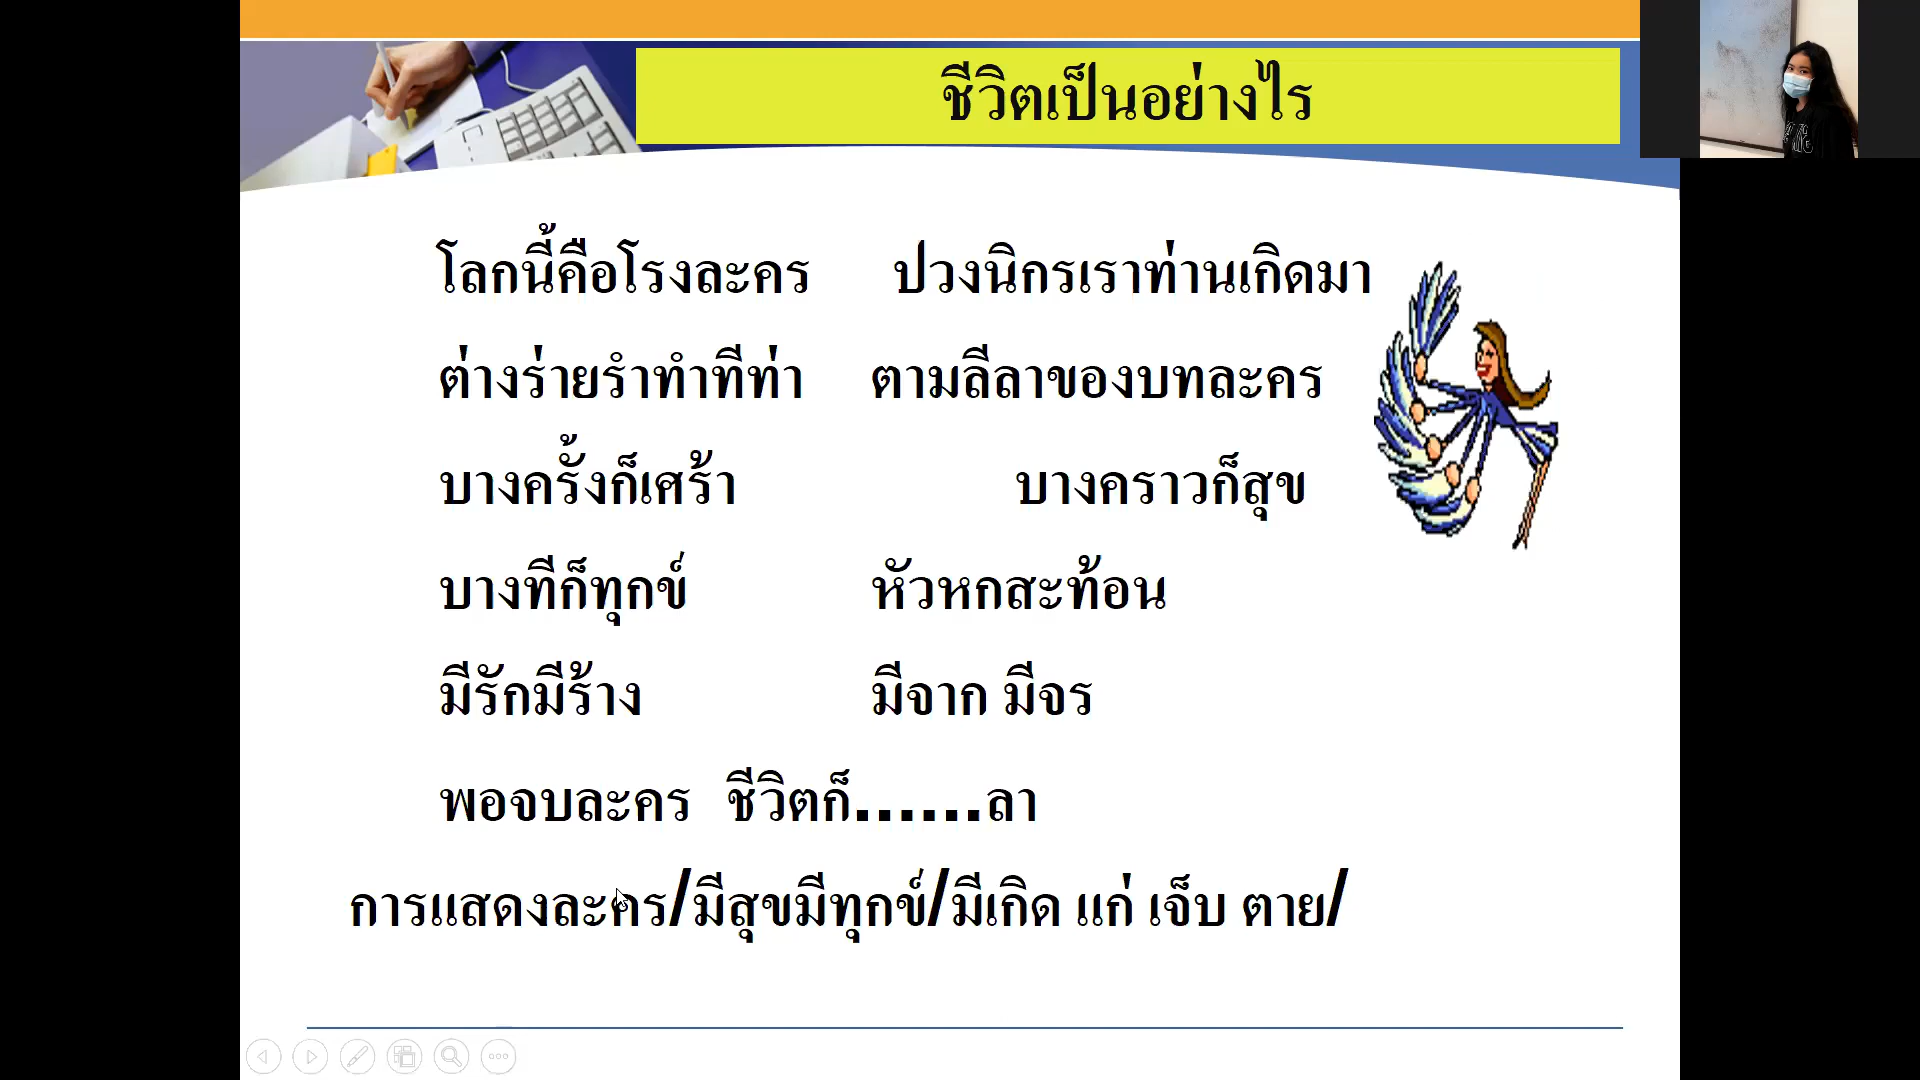 ชีวิตเป็นอย่างไร
โลกนี้คือโรงละคร ปวงนิกรเราท่านเกิดมา
ต่างร่ายรำทำทีท่า ตามลีลาของบทละคร
บางครั้งก็เศร้า บางคราวก็สุข
บางทีก็ทุกข์ หัวหกสะท้อน
มีรักมีร้าง มีจาก มีจร
พอจบละคร ชีวิตก็......ลา
การแสดงละคร/มีสุขมีทุกข์/มีเกิด แก่ เจ็บ ตาย/